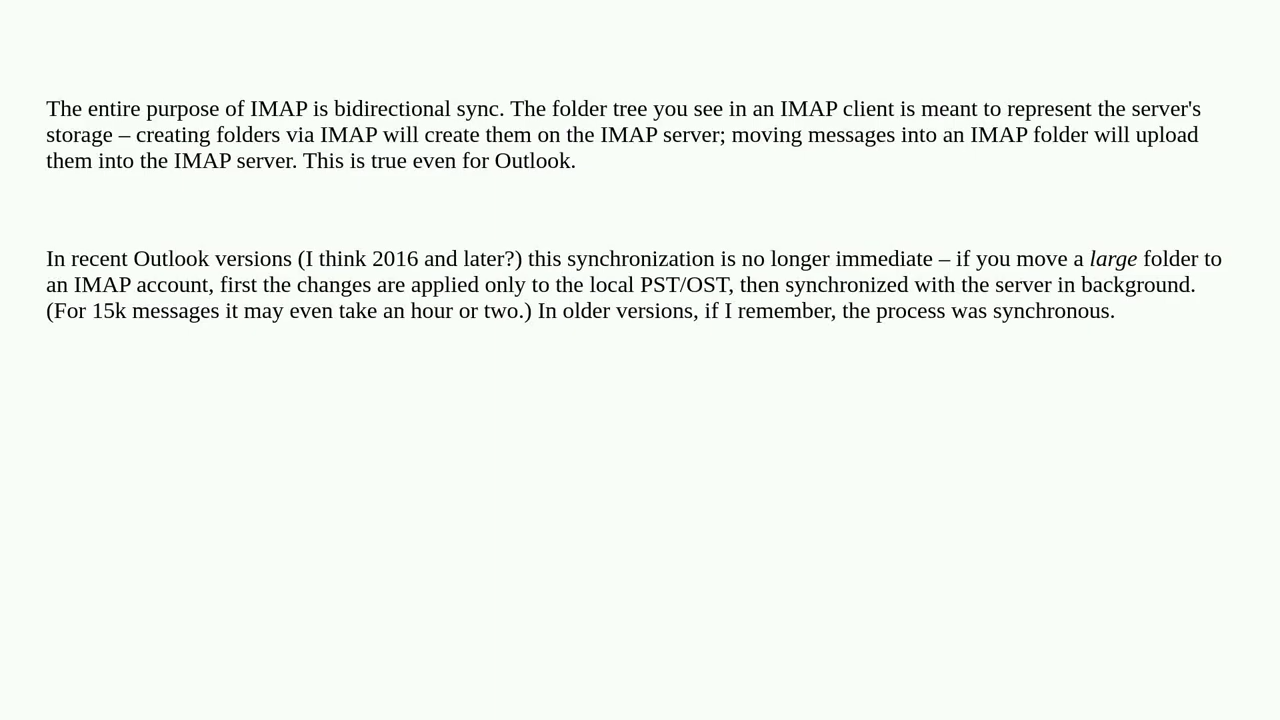 The entire purpose of IMAP is bidirectional sync. The folder tree you see in an IMAP client is meant to represent the server's
storage – creating folders via IMAP will create them on the IMAP server; moving messages into an IMAP folder will upload
them into the IMAP server. This is true even for Outlook.
In recent Outlook versions (I think 2016 and later?) this synchronization is no longer immediate – if you move a large folder to
an IMAP account, first the changes are applied only to the local PST/OST, then synchronized with the server in background.
(For 15k messages it may even take an hour or two.) In older versions, if I remember, the process was synchronous.